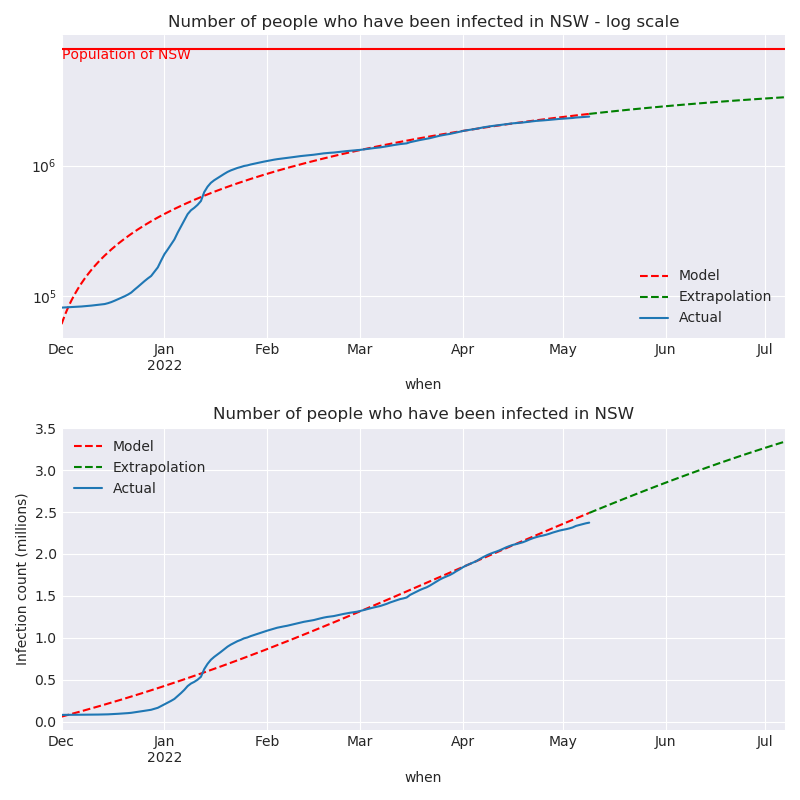 Number of people who have been infected in NSW - log scale
Population of NSW
10⁶
10⁵
Model
Extrapolation
Actual
Dec Jan Feb Mar Apr May Jun Jul
2022
when
Number of people who have been infected in NSW
Infection count (millions)
3.5
3.0
2.5
2.0
1.5
1.0
0.5
0.0
Model
Extrapolation
Actual
Dec Jan Feb Mar Apr May Jun Jul
2022
when